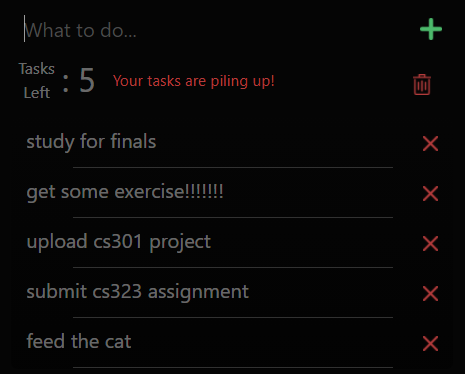 What to do...
Tasks
Left : 5 Your tasks are piling up!
study for finals
get some exercise!!!!!!!
upload cs301 project
submit cs323 assignment
feed the cat